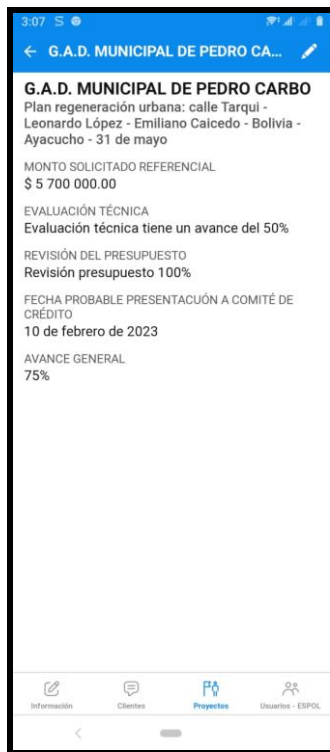 3:07
G.A.D. MUNICIPAL DE PEDRO CA...
G.A.D. MUNICIPAL DE PEDRO CARBO
Plan regeneración urbana: calle Tarqui -
Leonardo López - Emiliano Caicedo - Bolivia -
Ayacucho - 31 de mayo
MONTO SOLICITADO REFERENCIAL
$ 5 700 000.00
EVALUACIÓN TÉCNICA
Evaluación técnica tiene un avance del 50%
REVISIÓN DEL PRESUPUESTO
Revisión presupuesto 100%
FECHA PROBABLE PRESENTACUÓN A COMITÉ DE
CRÉDITO
10 de febrero de 2023
AVANCE GENERAL
75%
Información Clientes Proyectos Usuarios - ESPOL